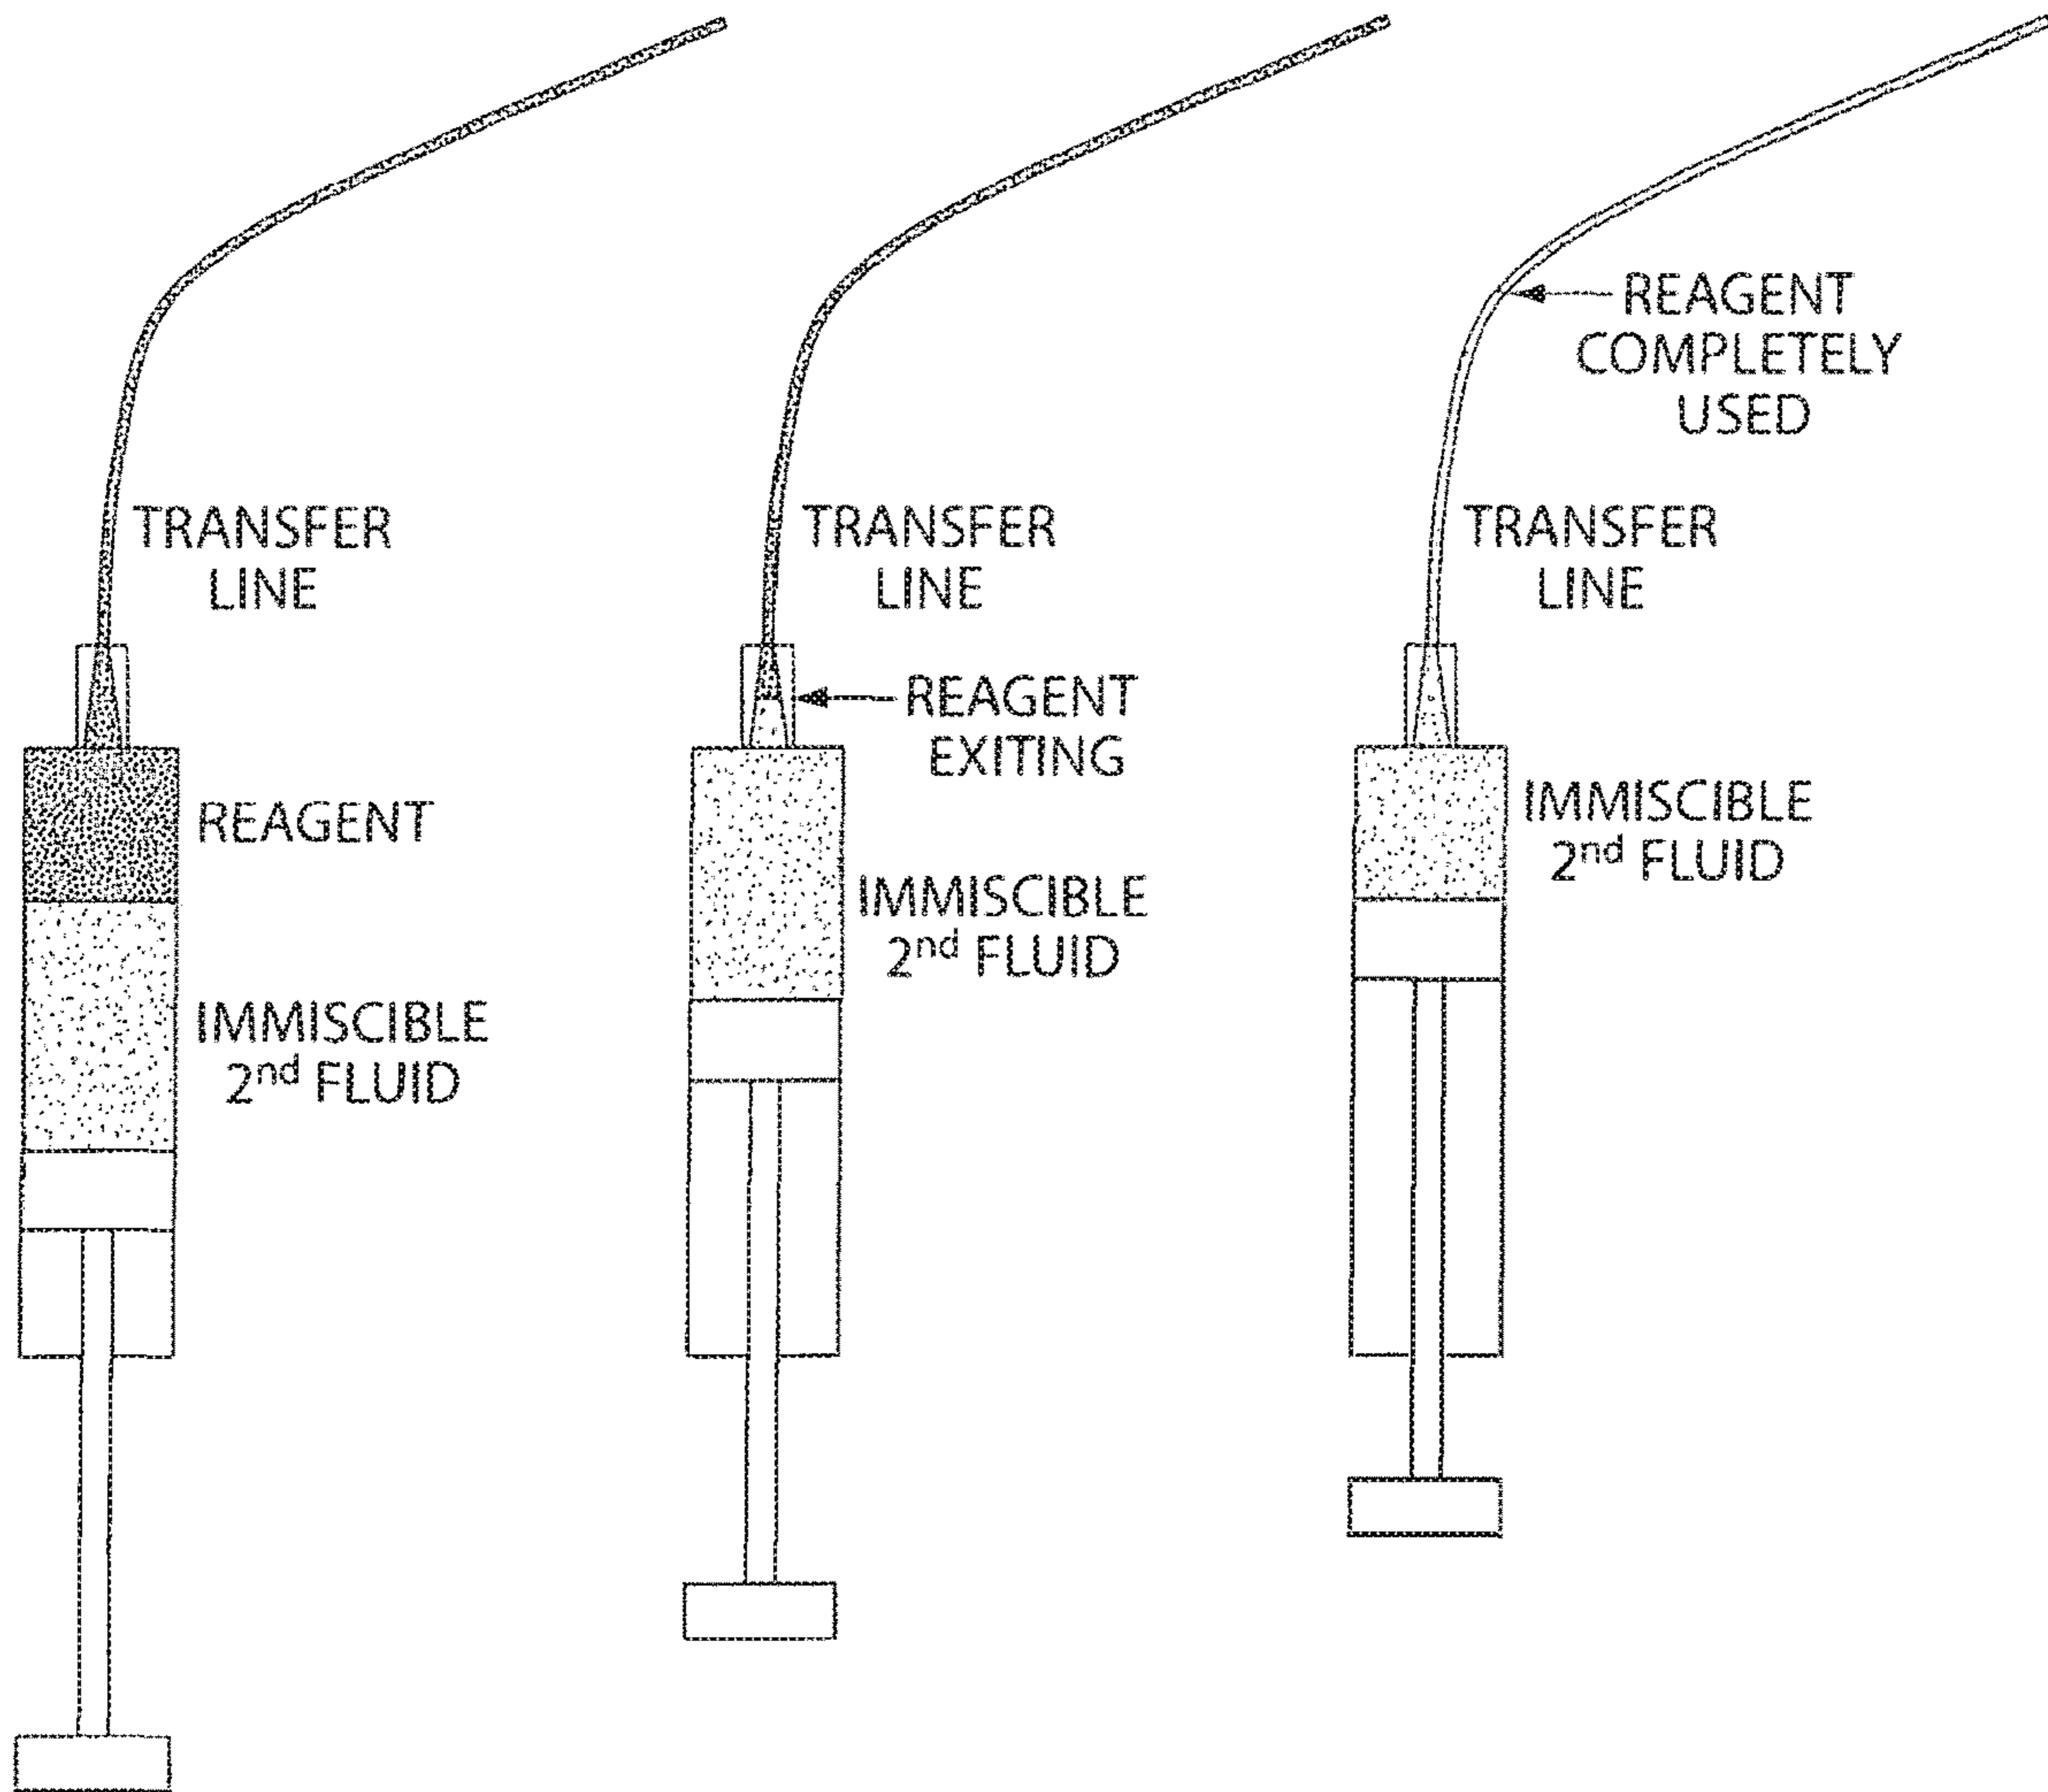 TRANSFER
LINE
REAGENT
IMMISCIBLE
2nd FLUID
TRANSFER
LINE
REAGENT
EXITING
IMMISCIBLE
2nd FLUID
REAGENT
COMPLETELY
USED
TRANSFER
LINE
IMMISCIBLE
2nd FLUID